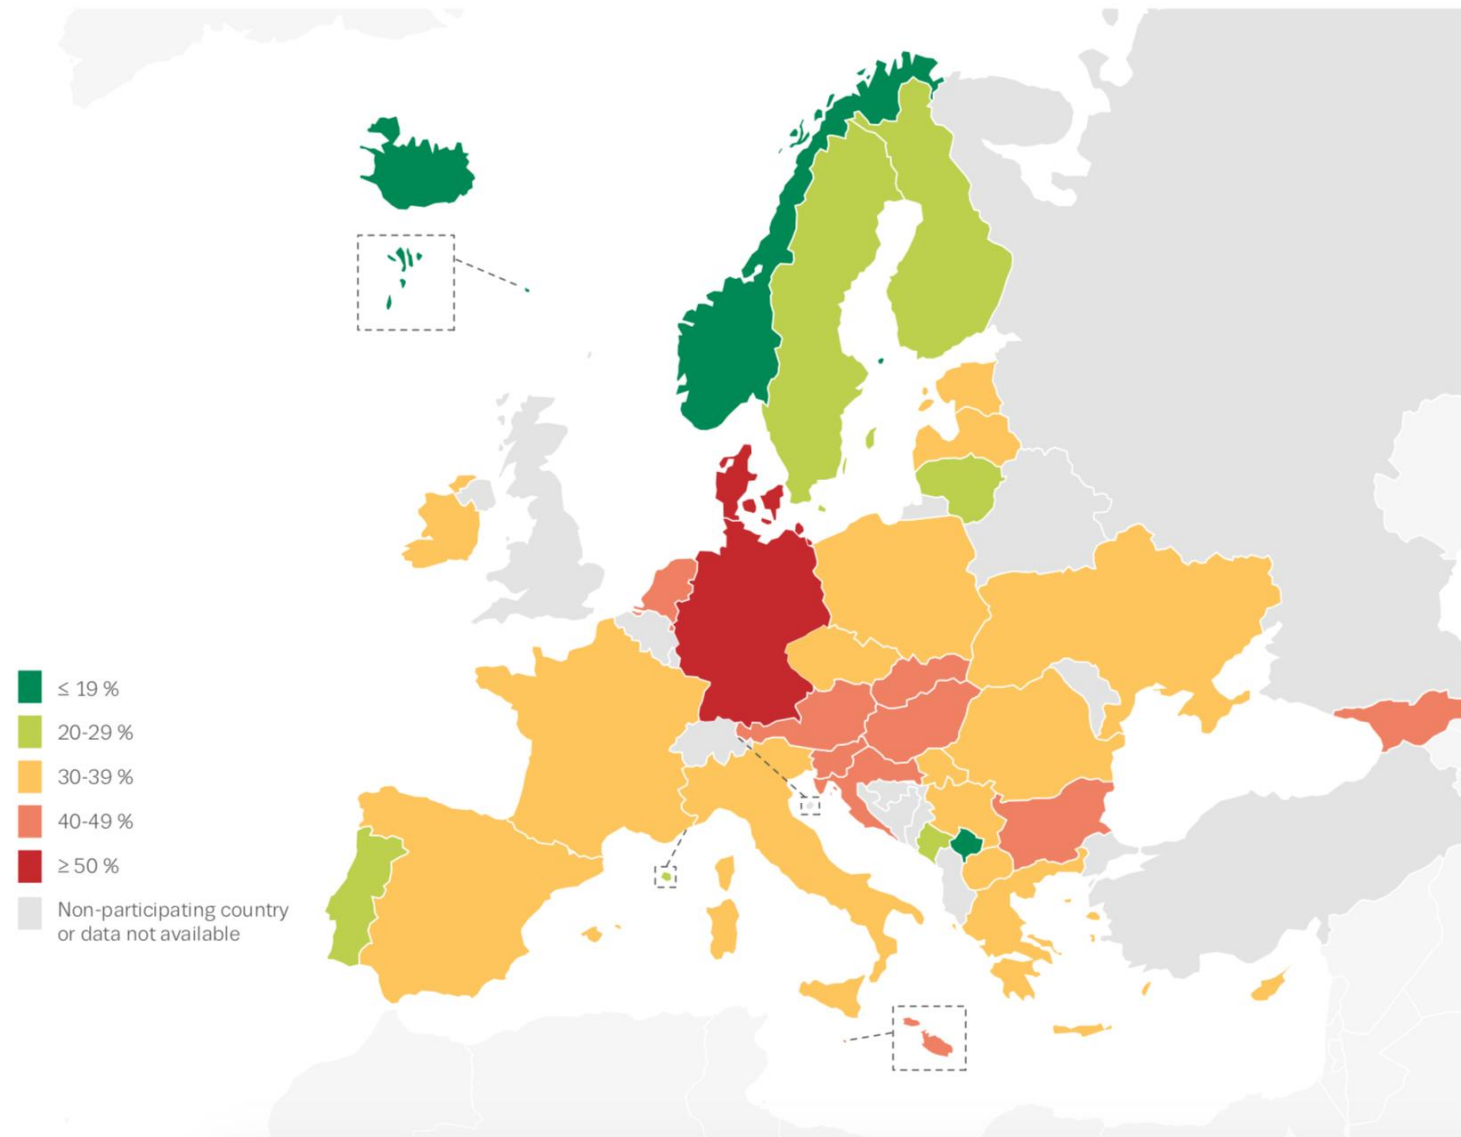 ≤ 19 %
20-29 %
30-39 %
40-49 %
≥ 50 %
Non-participating country
or data not available